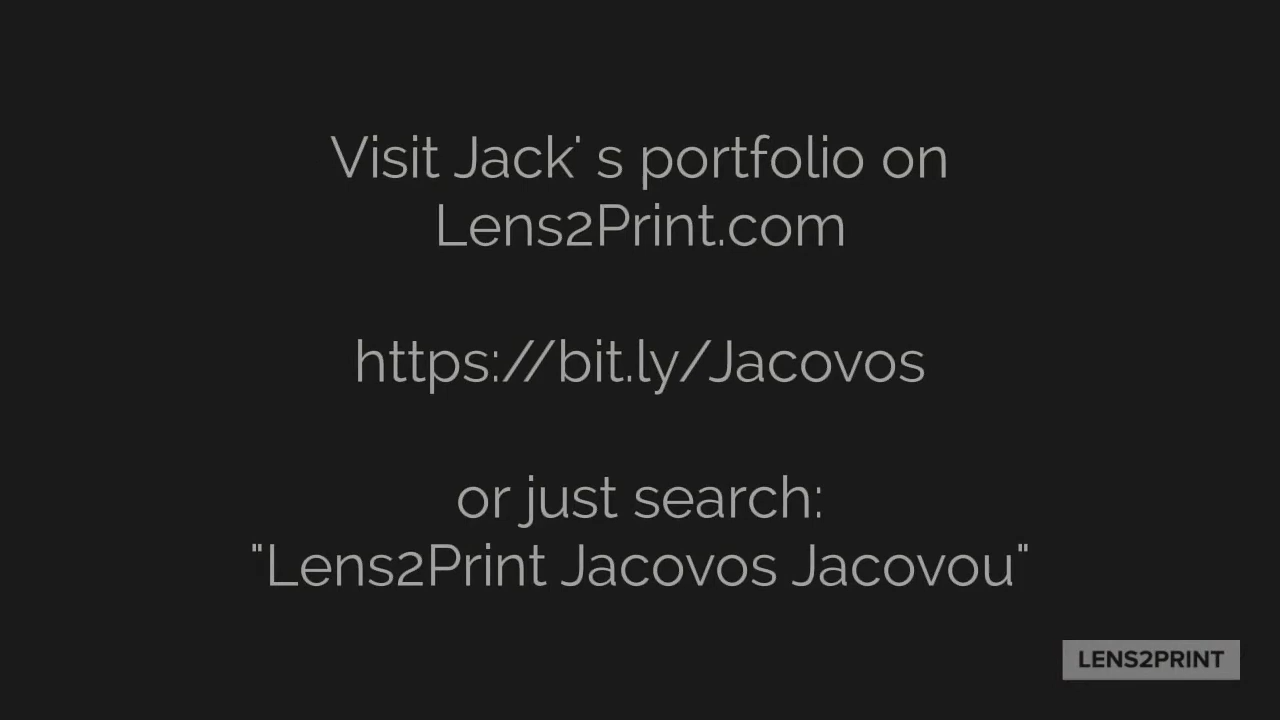 Visit Jack's portfolio on
Lens2Print.com
https://bit.ly/Jacovos
or just search:
"Lens2Print Jacovos Jacovou"
LENS2PRINT